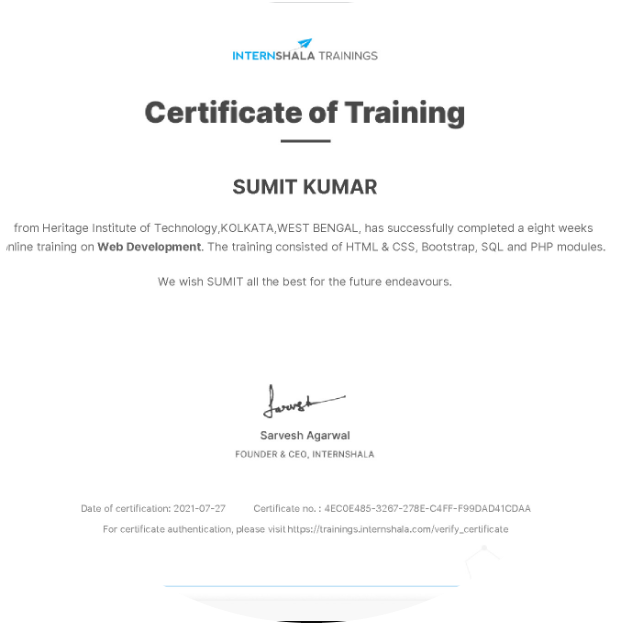 INTERNSHALA TRAININGS
Certificate of Training
SUMIT KUMAR
from Heritage Institute of Technology,KOLKATA,WEST BENGAL, has successfully completed a eight weeks
nline training on Web Development. The training consisted of HTML & CSS, Bootstrap, SQL and PHP modules.
We wish SUMIT all the best for the future endeavours.
Sarvesh Agarwal
FOUNDER & CEO, INTERNSHALA
Date of certification: 2021-07-27 Certificate no. : 4EC0E485-3267-278E-C4FF-F99DAD41CDAA
For certificate authentication, please visit https://trainings.internshala.com/verify_certificate